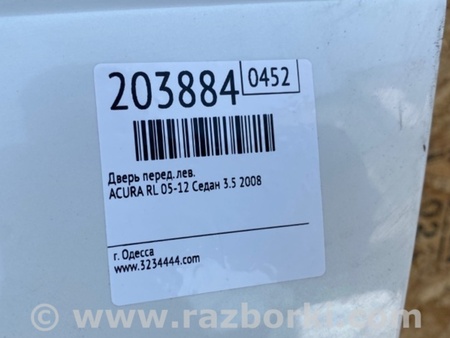 203884 0452
Дверь перед. лев.
ACURA RL 05-12 Седан 3.5 2008
г. Одесса
www.3234444.com
© www.razborki.com